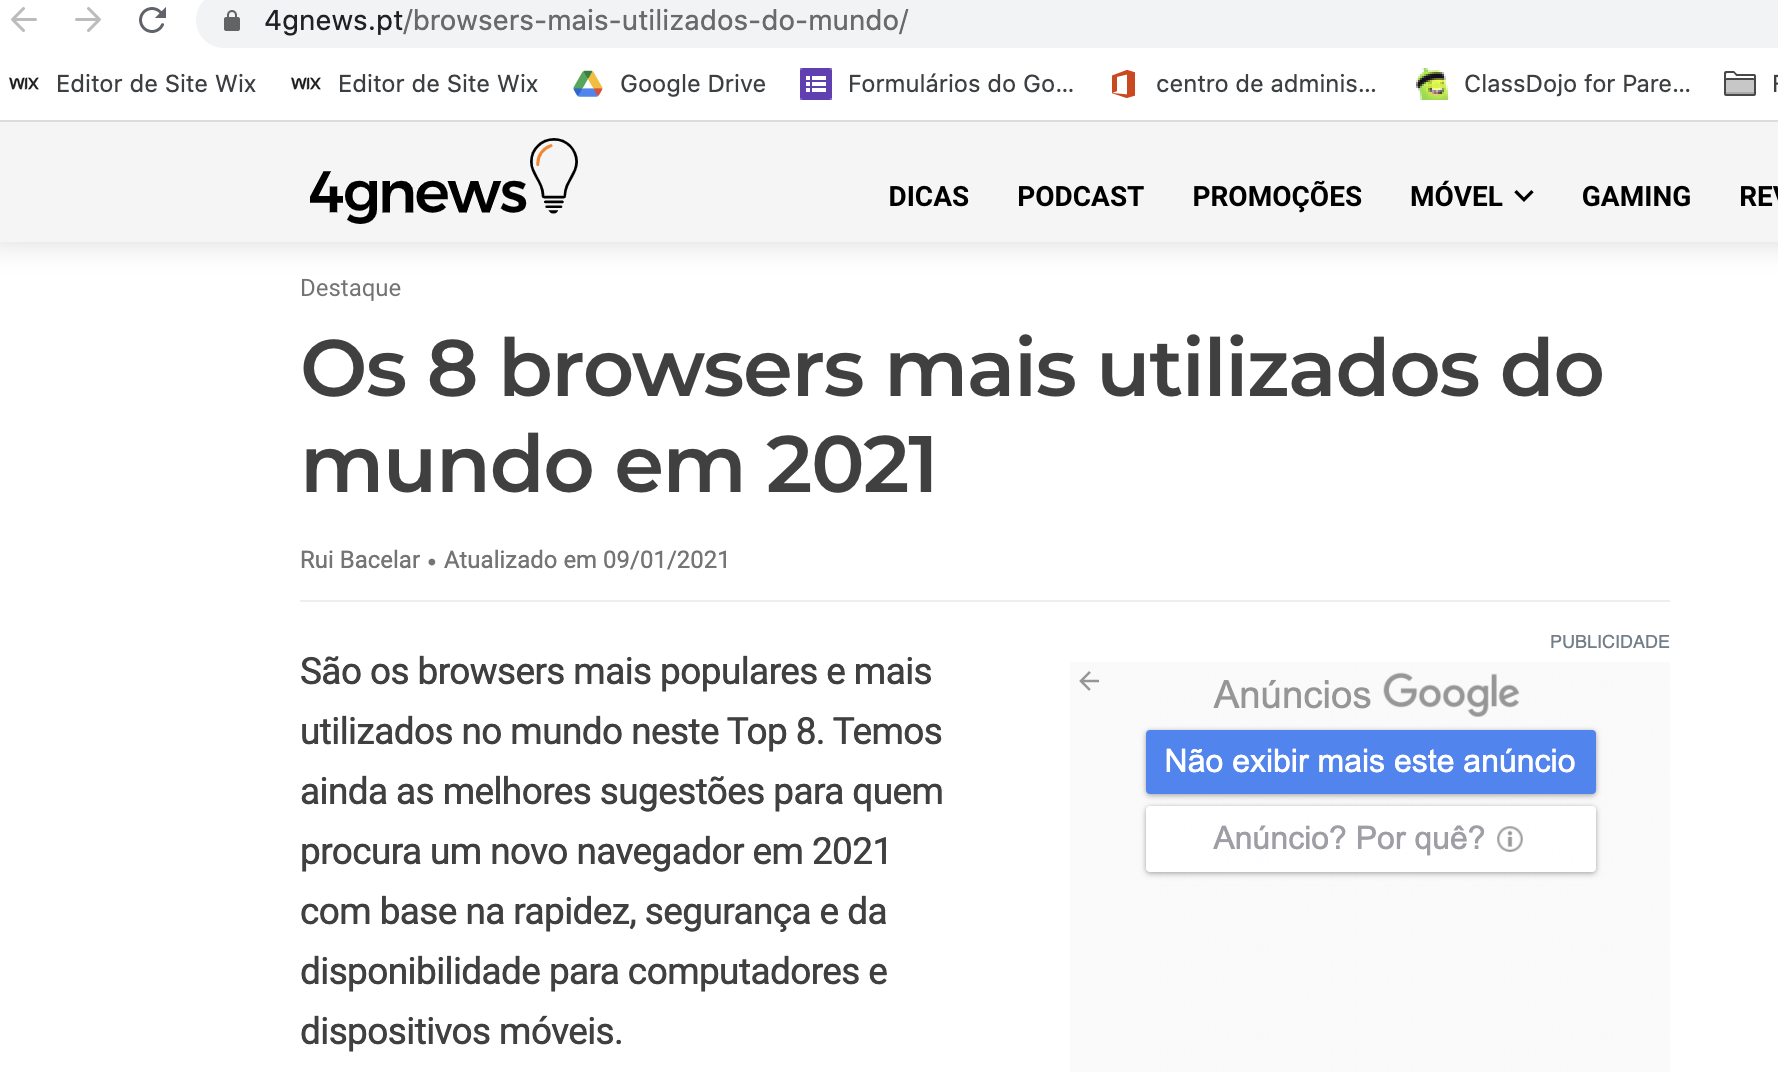 4gnews.pt/browsers-mais-utilizados-do-mundo/
WIX Editor de Site Wix WIX Editor de Site Wix Google Drive Formulários do Go... centro de adminis... ClassDojo for Pare... F
4gnews DICAS PODCAST PROMOÇÕES MÓVEL GAMING REV
Destaque
Os 8 browsers mais utilizados do
mundo em 2021
Rui Bacelar • Atualizado em 09/01/2021
PUBLICIDADE
São os browsers mais populares e mais
utilizados no mundo neste Top 8. Temos
ainda as melhores sugestões para quem
procura um novo navegador em 2021
com base na rapidez, segurança e da
disponibilidade para computadores e
dispositivos móveis.
Anúncios Google
Não exibir mais este anúncio
Anúncio? Por quê?